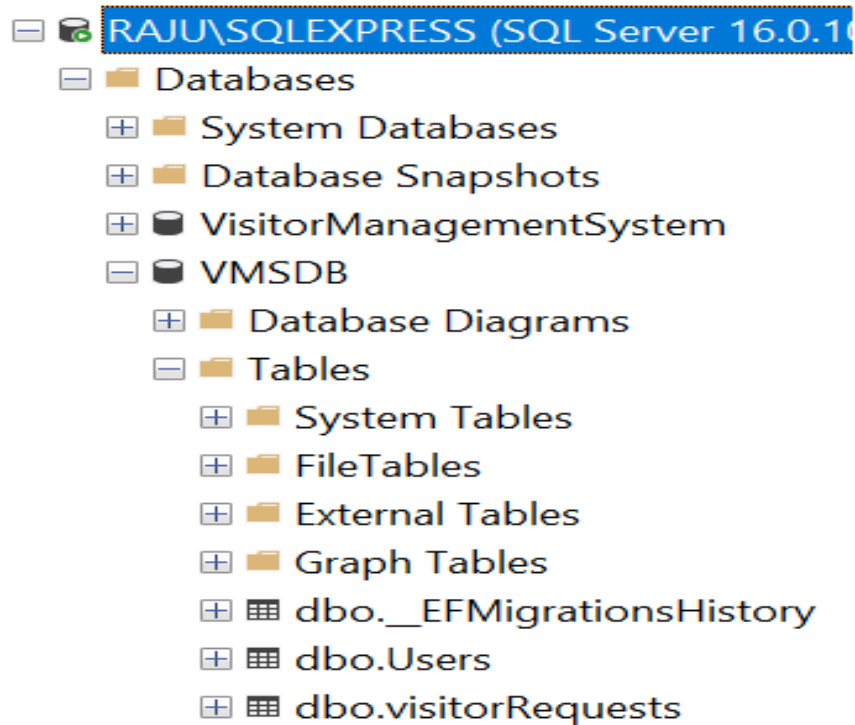 RAJU\SQLEXPRESS (SQL Server 16.0.10
Databases
System Databases
Database Snapshots
VisitorManagementSystem
VMSDB
Database Diagrams
Tables
System Tables
FileTables
External Tables
Graph Tables
dbo.__EFMigrationsHistory
dbo.Users
dbo.visitorRequests